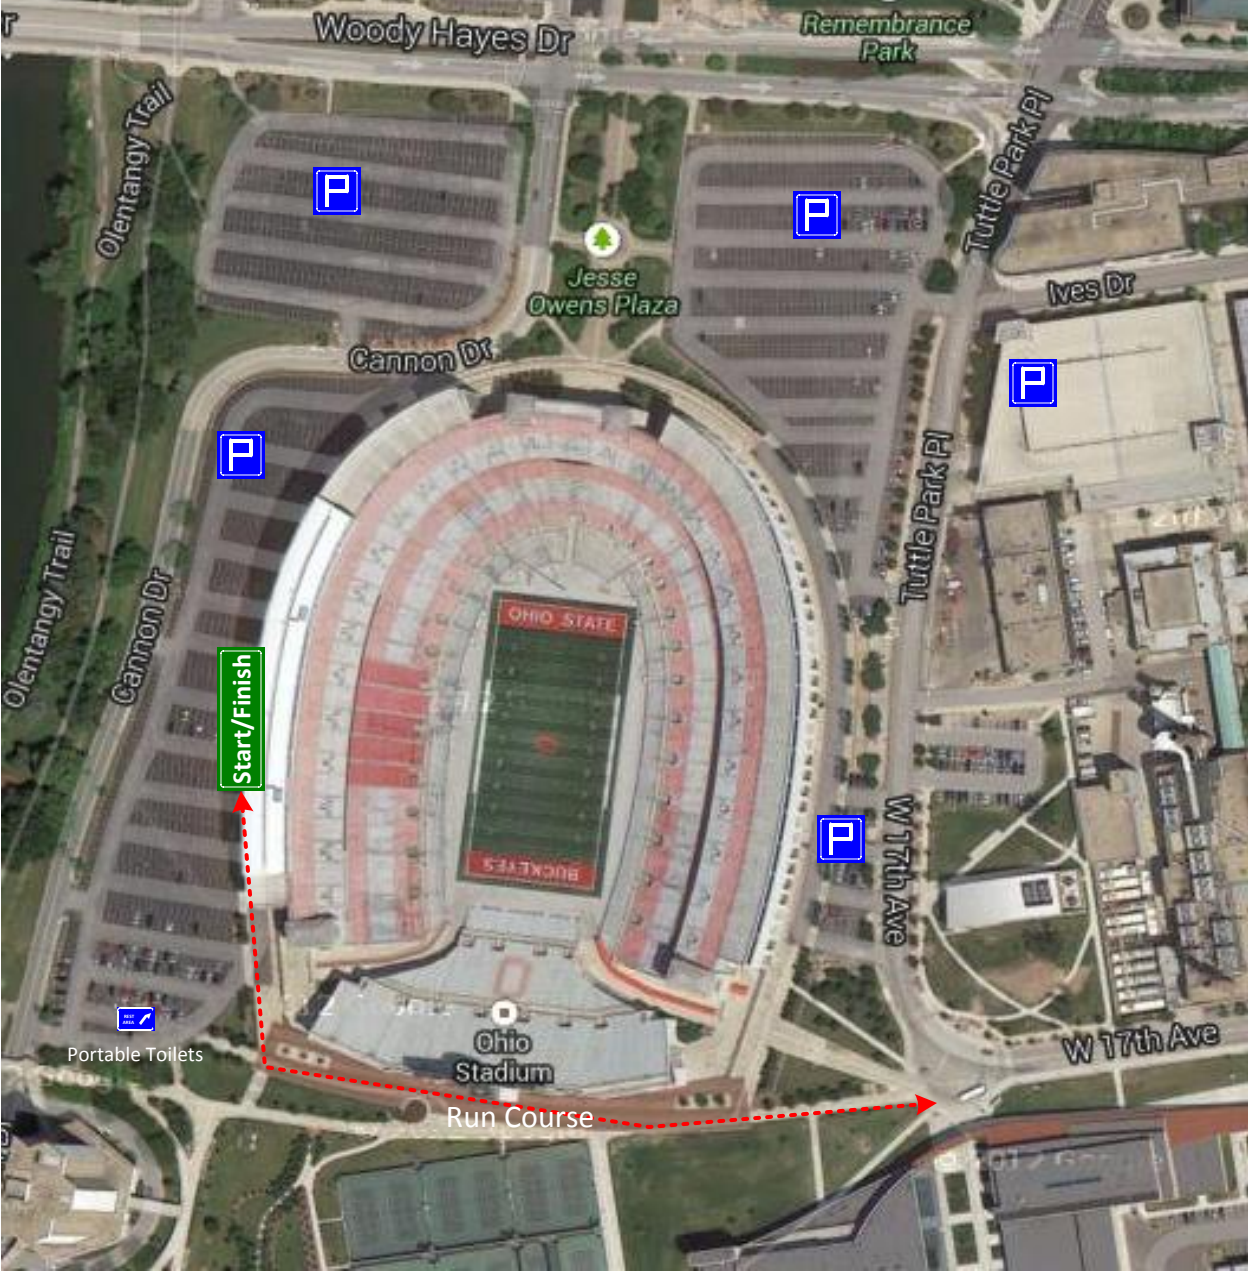 Woody Hayes Dr
Remembrance
Park
Olentangy Trail
Tuttle Park Pl
P
P
Jesse
Owens Plaza
Ives Dr
Cannon Dr
P
P
Tuttle Park Pl
Olentangy Trail
Cannon Dr
OHIO STATE
Start/Finish
P
W 17th Ave
BUCKEYES
REST
AREA
Portable Toilets
Ohio
Stadium
W 17th Ave
Run Course